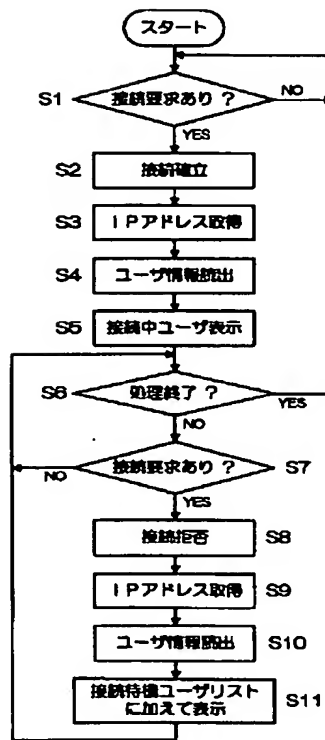 スタート
S1
接続要求あり ?
NO
YES
S2
接続確立
S3
IPアドレス取得
S4
ユーザ情報読出
S5
接続中ユーザ表示
S6
処理終了 ?
YES
NO
接続要求あり ?
S7
NO
YES
接続拒否
S8
IPアドレス取得
S9
ユーザ情報読出
S10
接続待機ユーザリスト
に加えて表示
S11